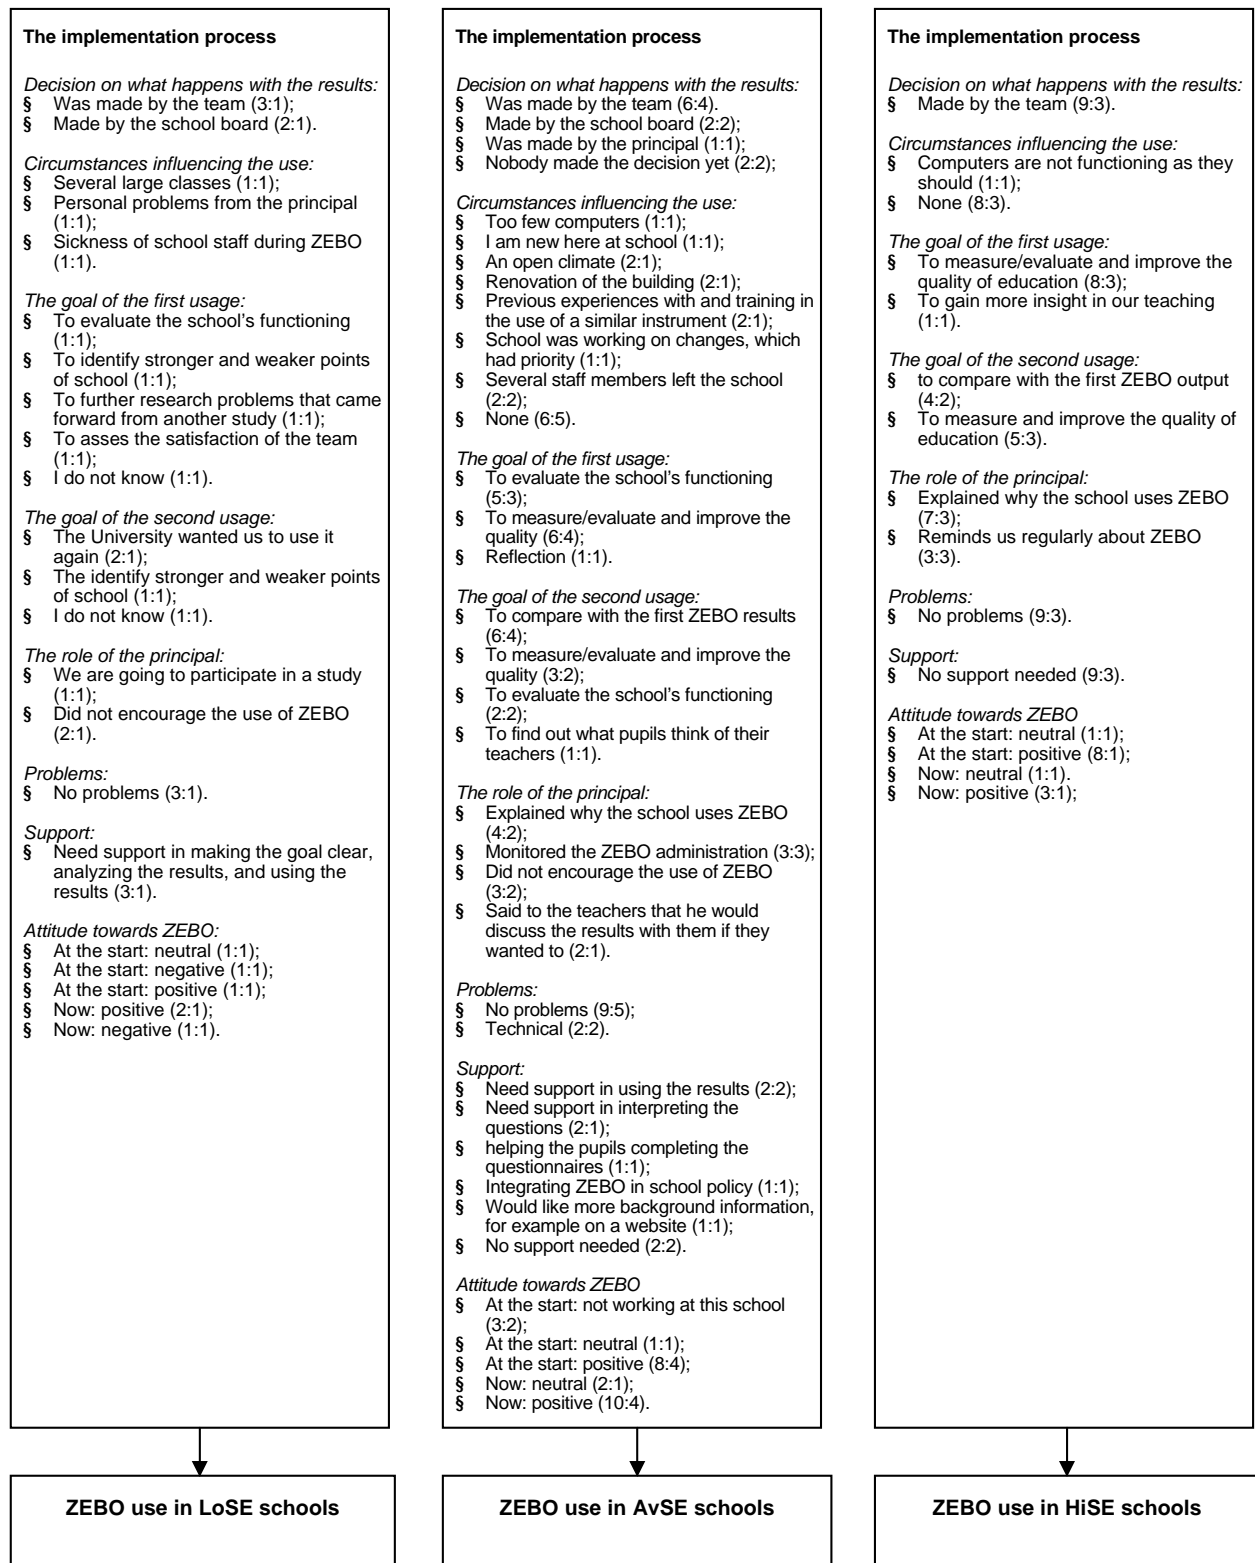 The implementation process
Decision on what happens with the results:
§ Was made by the team (3:1);
§ Made by the school board (2:1).
Circumstances influencing the use:
§ Several large classes (1:1);
§ Personal problems from the principal
(1:1);
§ Sickness of school staff during ZEBO
(1:1).
The goal of the first usage:
§ To evaluate the school's functioning
(1:1);
§ To identify stronger and weaker points
of school (1:1);
§ To further research problems that came
forward from another study (1:1);
§ To asses the satisfaction of the team
(1:1);
§ I do not know (1:1).
The goal of the second usage:
§ The University wanted us to use it
again (2:1);
§ The identify stronger and weaker points
of school (1:1);
§ I do not know (1:1).
The role of the principal:
§ We are going to participate in a study
(1:1);
§ Did not encourage the use of ZEBO
(2:1).
Problems:
§ No problems (3:1).
Support:
§ Need support in making the goal clear,
analyzing the results, and using the
results (3:1).
Attitude towards ZEBO:
§ At the start: neutral (1:1);
§ At the start: negative (1:1);
§ At the start: positive (1:1);
§ Now: positive (2:1);
§ Now: negative (1:1).
ZEBO use in LoSE schools
The implementation process
Decision on what happens with the results:
§ Was made by the team (6:4).
§ Made by the school board (2:2);
§ Was made by the principal (1:1);
§ Nobody made the decision yet (2:2);
Circumstances influencing the use:
§ Too few computers (1:1);
§ I am new here at school (1:1);
§ An open climate (2:1);
§ Renovation of the building (2:1);
§ Previous experiences with and training in
the use of a similar instrument (2:1);
§ School was working on changes, which
had priority (1:1);
§ Several staff members left the school
(2:2);
§ None (6:5).
The goal of the first usage:
§ To evaluate the school's functioning
(5:3);
§ To measure/evaluate and improve the
quality (6:4);
§ Reflection (1:1).
The goal of the second usage:
§ To compare with the first ZEBO results
(6:4);
§ To measure/evaluate and improve the
quality (3:2);
§ To evaluate the school's functioning
(2:2);
§ To find out what pupils think of their
teachers (1:1).
The role of the principal:
§ Explained why the school uses ZEBO
(4:2);
§ Monitored the ZEBO administration (3:3);
§ Did not encourage the use of ZEBO
(3:2);
§ Said to the teachers that he would
discuss the results with them if they
wanted to (2:1).
Problems:
§ No problems (9:5);
§ Technical (2:2).
Support:
§ Need support in using the results (2:2);
§ Need support in interpreting the
questions (2:1);
§ helping the pupils completing the
questionnaires (1:1);
§ Integrating ZEBO in school policy (1:1);
§ Would like more background information,
for example on a website (1:1);
§ No support needed (2:2).
Attitude towards ZEBO
§ At the start: not working at this school
(3:2);
§ At the start: neutral (1:1);
§ At the start: positive (8:4);
§ Now: neutral (2:1);
§ Now: positive (10:4).
ZEBO use in AvSE schools
The implementation process
Decision on what happens with the results:
§ Made by the team (9:3).
Circumstances influencing the use:
§ Computers are not functioning as they
should (1:1);
§ None (8:3).
The goal of the first usage:
§ To measure/evaluate and improve the
quality of education (8:3);
§ To gain more insight in our teaching
(1:1).
The goal of the second usage:
§ to compare with the first ZEBO output
(4:2);
§ To measure and improve the quality of
education (5:3).
The role of the principal:
§ Explained why the school uses ZEBO
(7:3);
§ Reminds us regularly about ZEBO
(3:3).
Problems:
§ No problems (9:3).
Support:
§ No support needed (9:3).
Attitude towards ZEBO
§ At the start: neutral (1:1);
§ At the start: positive (8:1);
§ Now: neutral (1:1).
§ Now: positive (3:1);
ZEBO use in HiSE schools